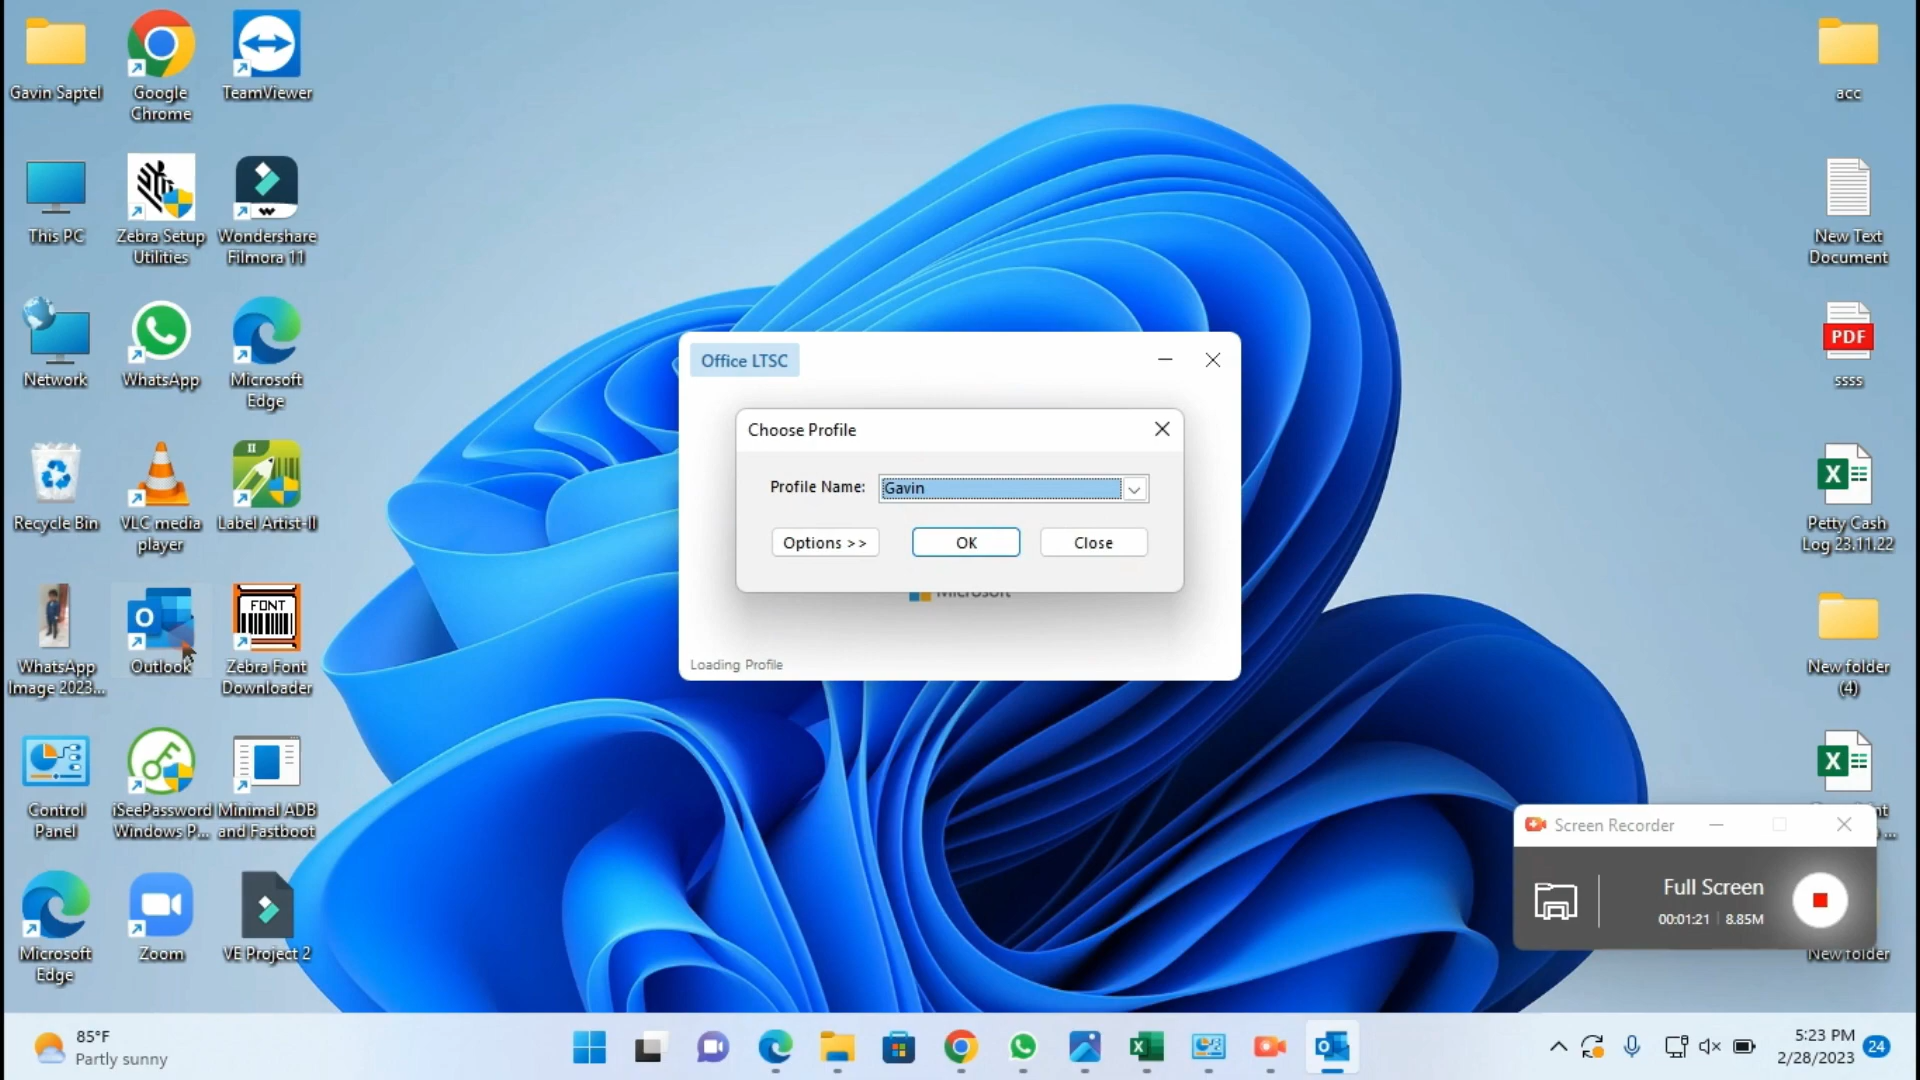 Gavin Saptel
Google
Chrome
TeamViewer
This PC
Zebra Setup
Utilities
Wondershare
Filmora 11
Network
WhatsApp
Microsoft
Edge
Recycle Bin
VLC media
player
II
Label Artist-II
WhatsApp
Image 2023...
Outlook
FONT
Zebra Font
Downloader
Control
Panel
iSeePassword
Windows P...
Minimal ADB
and Fastboot
Microsoft
Edge
Zoom
VE Project 2
Office LTSC
Choose Profile
Profile Name:
Gavin
Options >>
OK
Close
Microsoft
Loading Profile
acc
New Text
Document
PDF
ssss
Petty Cash
Log 23.11.22
New folder
(4)
New folder
Screen Recorder
Full Screen
00:01:21 | 8.85M
85°F
Partly sunny
5:23 PM
2/28/2023
24